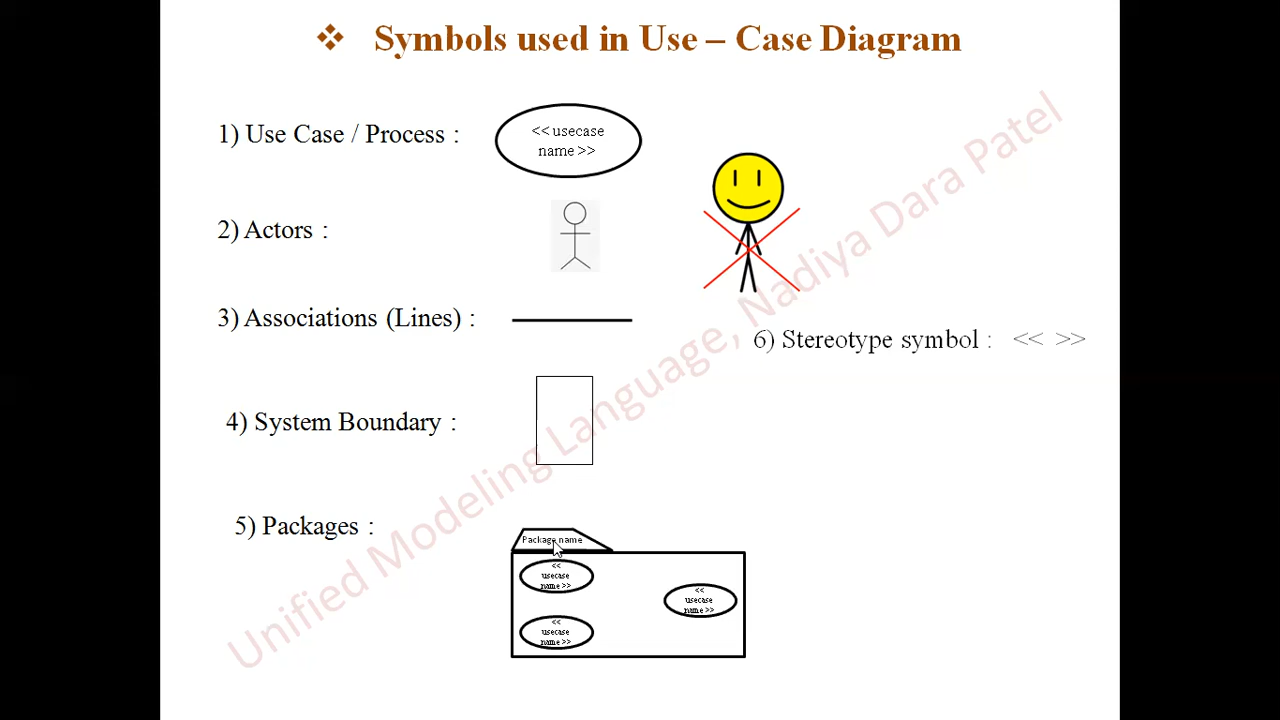 ❖ Symbols used in Use – Case Diagram
1) Use Case / Process :
<< usecase
name >>
2) Actors :
3) Associations (Lines) :
6) Stereotype symbol : << >>
4) System Boundary :
5) Packages :
Package name
<<
usecase
name >>
<<
usecase
name >>
<<
usecase
name >>
Unified Modeling Language, Nadiya Dara Patel